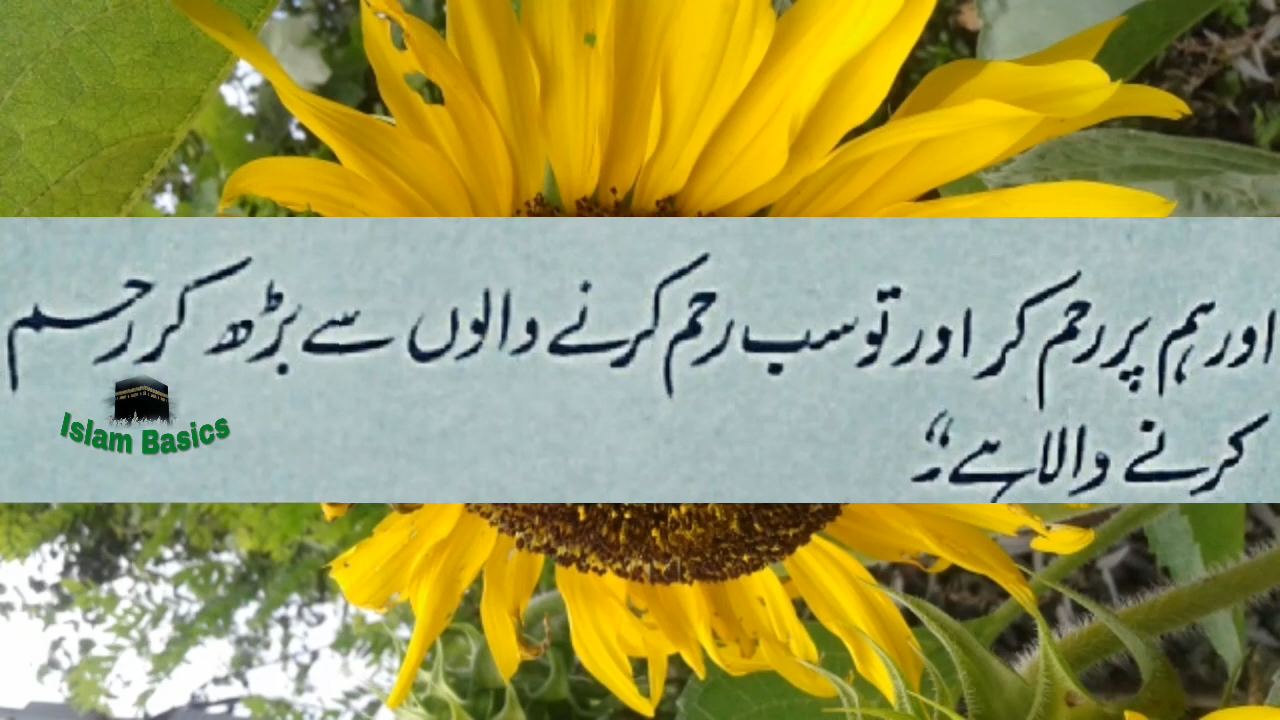 اور ہم پر رحم کر اور تو سب رحم کرنے والوں سے بڑھ کر رحم
کرنے والا ہے۔“
Islam Basics